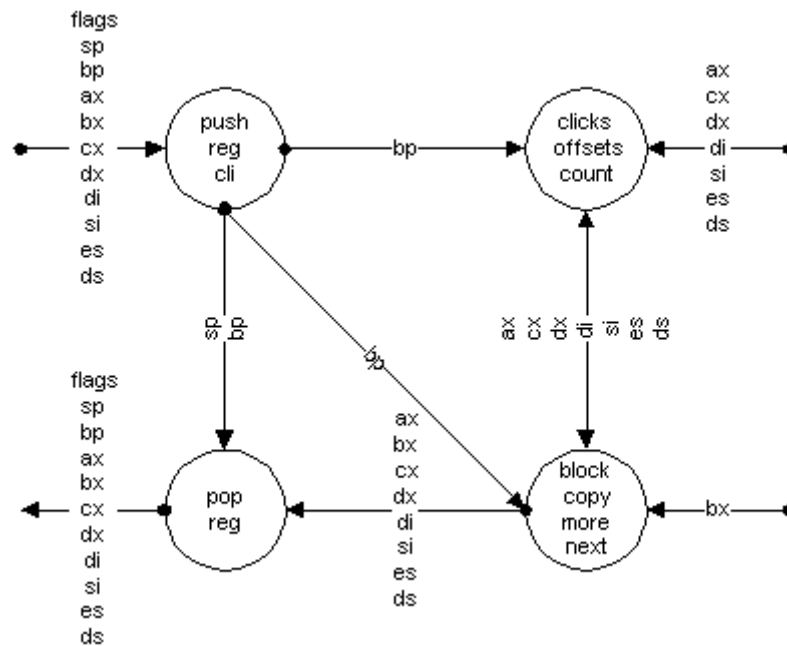 flags
sp
bp
ax
bx
cx
dx
di
si
es
ds
push
reg
cli
bp
clicks
offsets
count
ax
cx
dx
di
si
es
ds
sp
bp
bp
ax
cx
dx
di
si
es
ds
flags
sp
bp
ax
bx
cx
dx
di
si
es
ds
pop
reg
ax
bx
cx
dx
di
si
es
ds
block
copy
more
next
bx